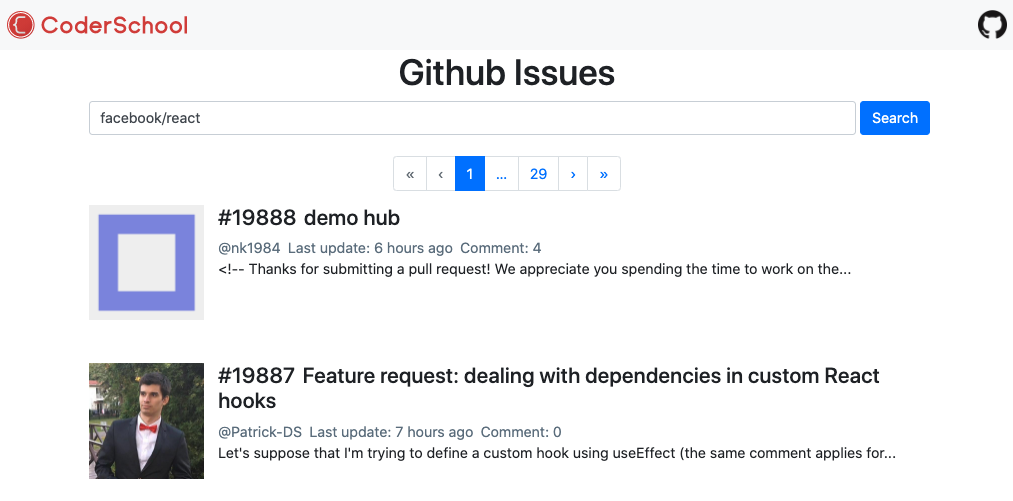 CoderSchool
Github Issues
facebook/react
Search
« ‹ 1 ... 29 › »
#19888 demo hub
@nk1984 Last update: 6 hours ago Comment: 4
<!-- Thanks for submitting a pull request! We appreciate you spending the time to work on the...
#19887 Feature request: dealing with dependencies in custom React
hooks
@Patrick-DS Last update: 7 hours ago Comment: 0
Let's suppose that I'm trying to define a custom hook using useEffect (the same comment applies for...